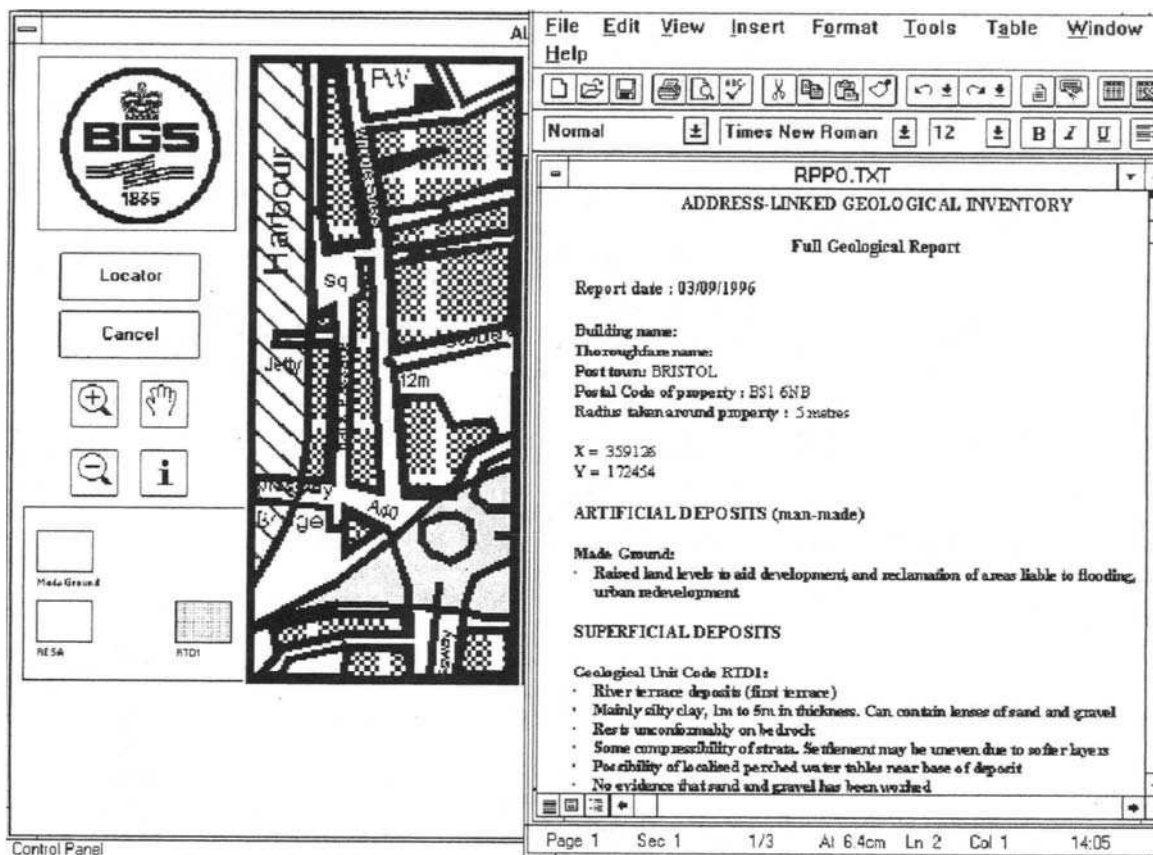 AL
BGS
1835
Locator
Cancel
i
Made Ground
RESA
RTD1
PW
Harbour
Sq
Jetty
12m
A40
Control Panel
File Edit View Insert Format Tools Table Window
Help
ABC
Normal Times New Roman 12 B I U
RPP0.TXT
ADDRESS-LINKED GEOLOGICAL INVENTORY
Full Geological Report
Report date : 03/09/1996
Building name:
Thoroughfare name:
Post town: BRISTOL
Postal Code of property : BS1 6NB
Radius taken around property : 5 metres
X = 359126
Y = 172454
ARTIFICIAL DEPOSITS (man-made)
Made Ground:
· Raised land levels to aid development, and reclamation of areas liable to flooding,
urban redevelopment
SUPERFICIAL DEPOSITS
Geological Unit Code RTD1:
· River terrace deposits (first terrace)
· Mainly silty clay, 1m to 5m in thickness. Can contain lenses of sand and gravel
· Rests unconformably on bedrock
· Some compressibility of strata. Settlement may be uneven due to softer layers
· Possibility of localised perched water tables near base of deposit
· No evidence that sand and gravel has been worked
Page 1 Sec 1 1/3 At 6.4cm Ln 2 Col 1 14:05